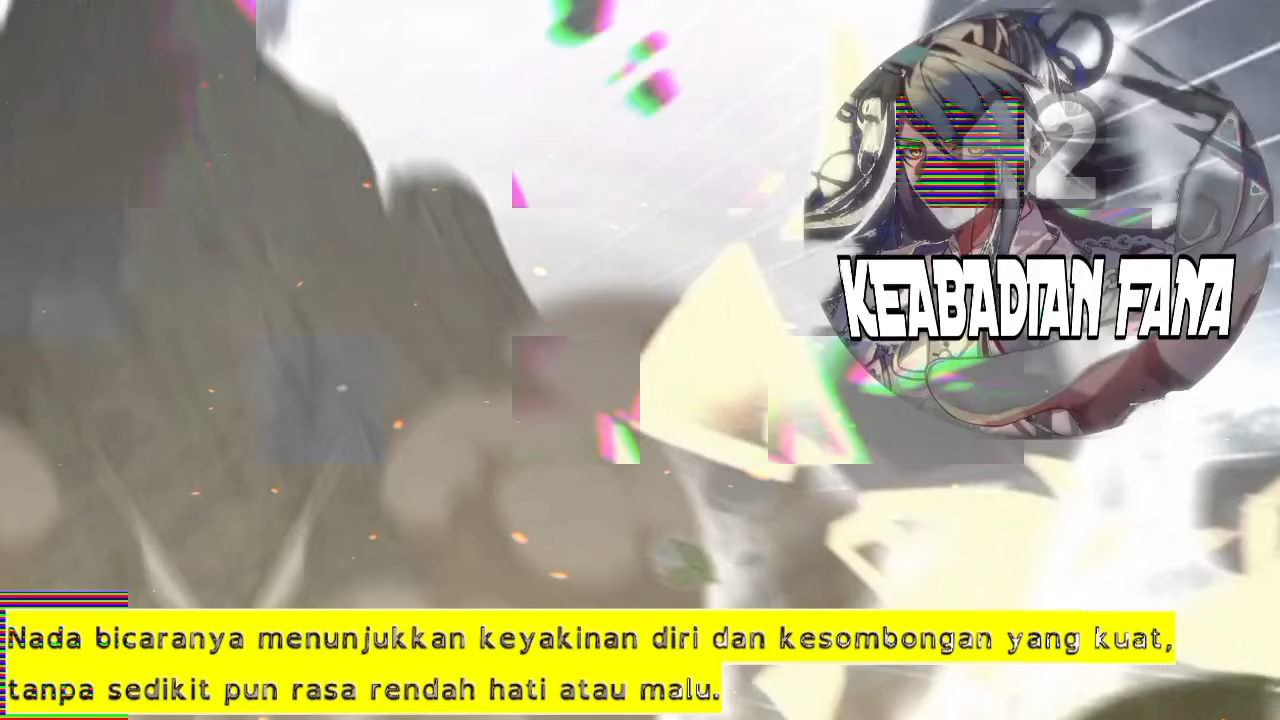 2
KEABADIAN FANA
Nada bicaranya menunjukkan keyakinan diri dan kesombongan yang kuat,
tanpa sedikit pun rasa rendah hati atau malu.